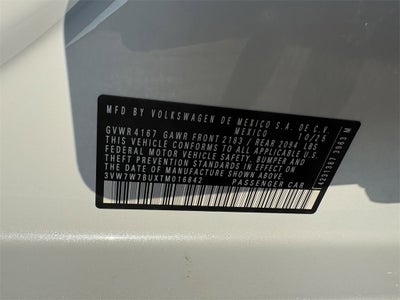 MFD BY VOLKSWAGEN DE MEXICO S.A. DE C.V.
MEXICO 10/25
GVWR 4167 GAWR FRONT 2183 / REAR 2094 LBS
THIS VEHICLE CONFORMS TO ALL APPLICABLE U.S.
FEDERAL MOTOR VEHICLE SAFETY, BUMPER AND
THEFT PREVENTION STANDARDS IN EFFECT ON
THE DATE OF MANUFACTURE SHOWN ABOVE.
3VW7W7BUXTM016842
PASSENGER CAR